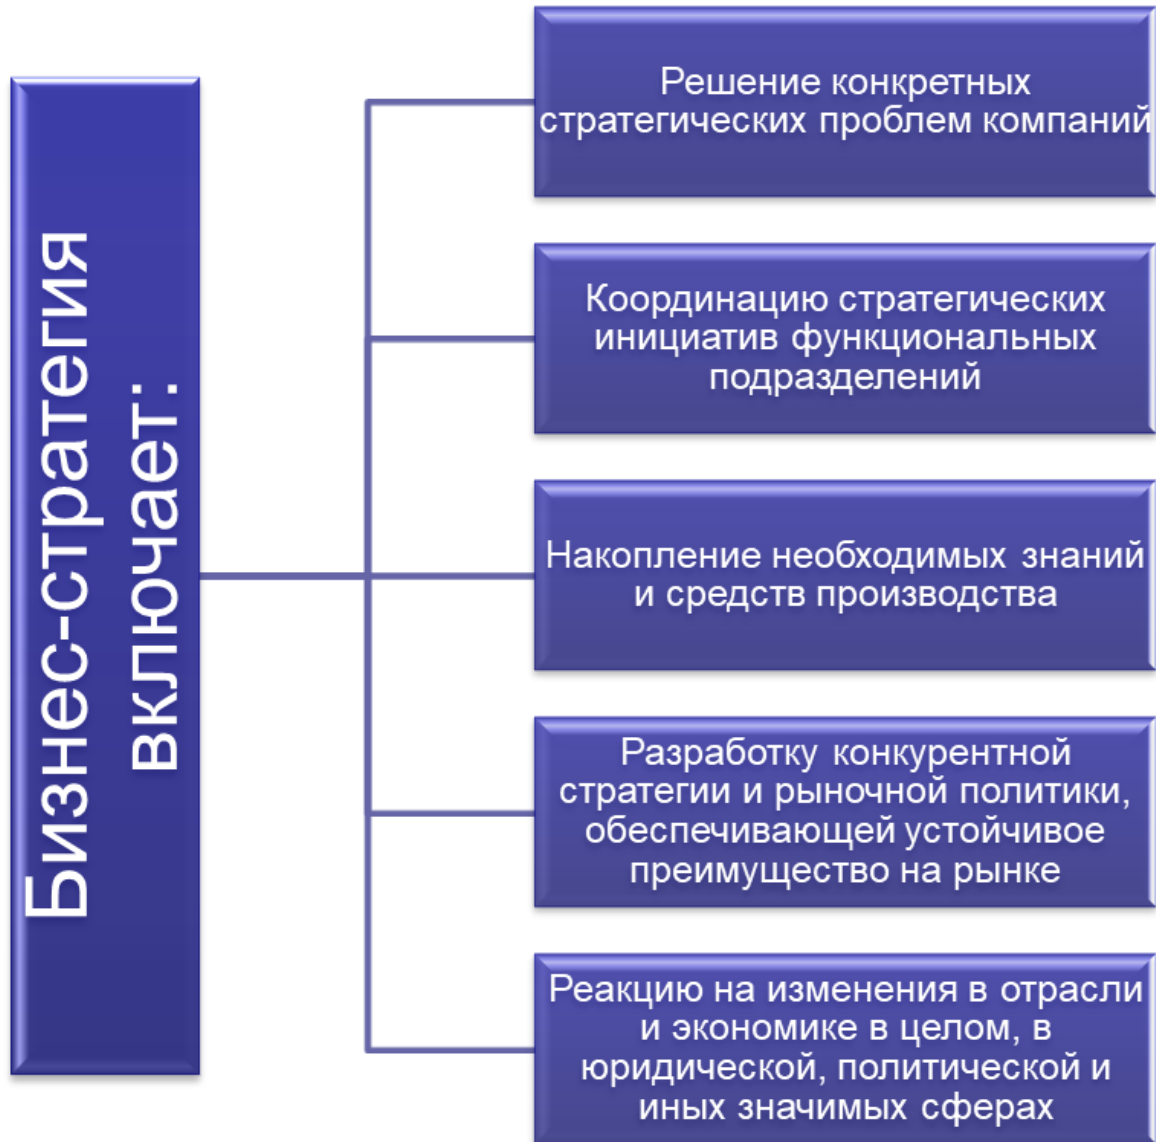 Бизнес-стратегия
включает:
Решение конкретных
стратегических проблем компаний
Координацию стратегических
инициатив функциональных
подразделений
Накопление необходимых знаний
и средств производства
Разработку конкурентной
стратегии и рыночной политики,
обеспечивающей устойчивое
преимущество на рынке
Реакцию на изменения в отрасли
и экономике в целом, в
юридической, политической и
иных значимых сферах